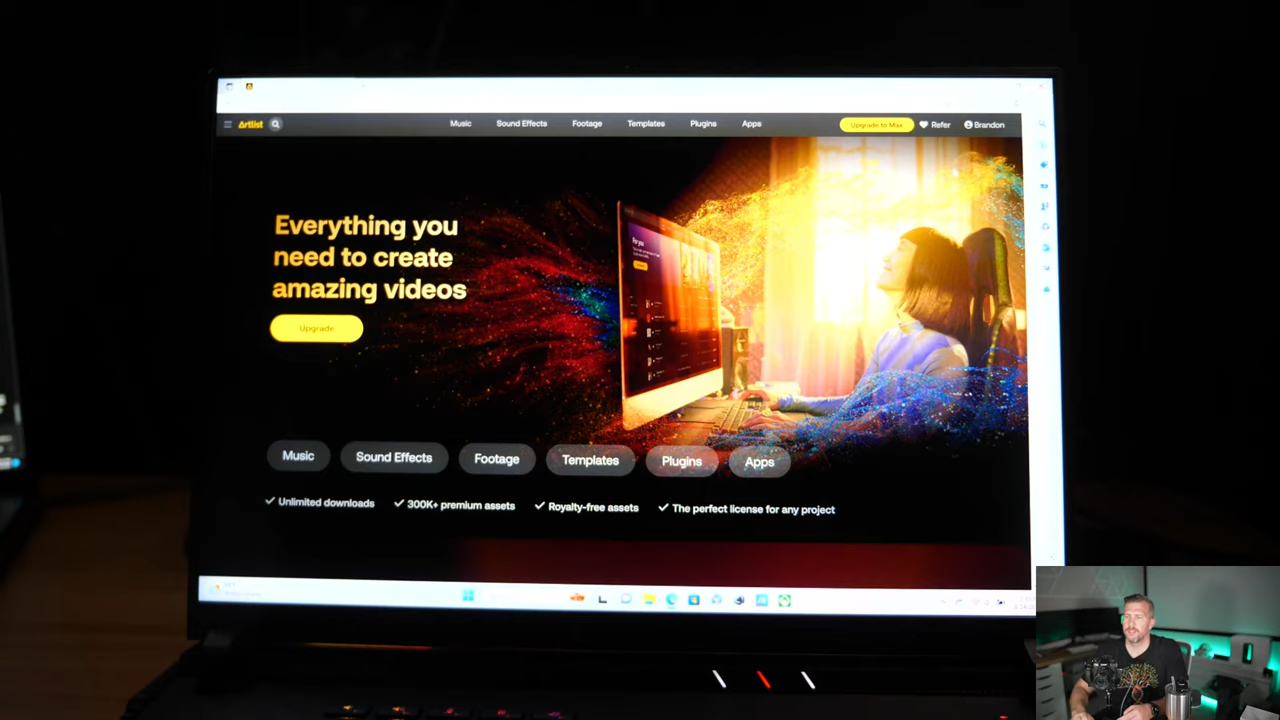 Artlist
Music Sound Effects Footage Templates Plugins Apps
Upgrade to Max Refer Brandon
Everything you
need to create
amazing videos
Upgrade
For you
Music Sound Effects Footage Templates Plugins Apps
Unlimited downloads 300K+ premium assets Royalty-free assets The perfect license for any project